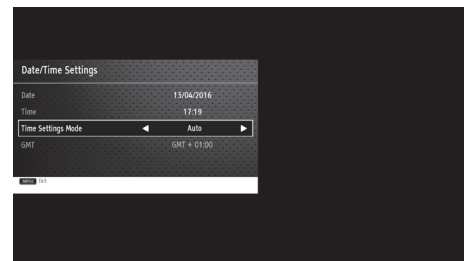 Date/Time Settings
Date 13/04/2016
Time 17:19
Time Settings Mode Auto
GMT GMT + 01:00
MENU Exit